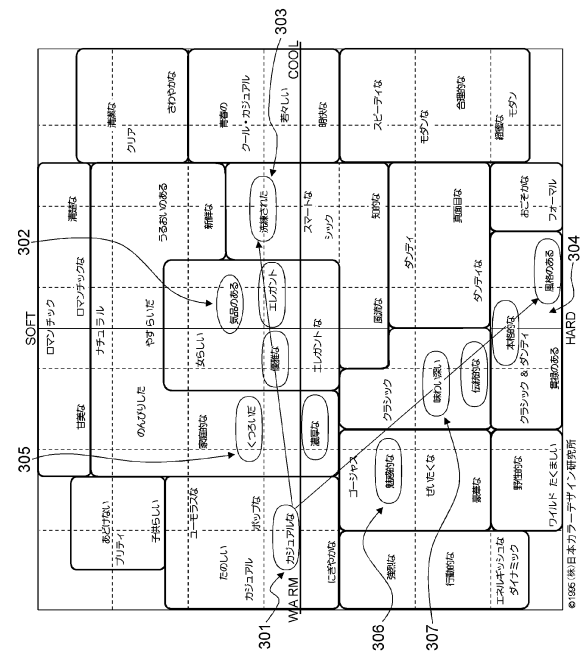 SOFT
ロマンチック
清楚な
ロマンチックな
甘美な
ナチュラル
うるおいのある
やすらいだ
のんびりした
新鮮な
家庭的な
清潔な
クリア
さわやかな
青春の
クール・カジュアル
若々しい
明快な
あどけない
プリティ
子供らしい
ユーモラスな
たのしい
ポップな
カジュアル
カジュアルな
にぎやかな
女らしい
気品のある
エレガント
優雅な
エレガントな
くつろいだ
濃厚な
洗練された
スマートな
シック
WARM
COOL
知的な
風流な
ダンディ
真面目な
ダンディな
スピーディな
モダンな
合理的な
軽快な
モダン
おごそかな
フォーマル
クラシック
味わい深い
伝統的な
本格的な
クラシック & ダンディ
風格のある
貫禄のある
ゴージャス
魅惑的な
ぜいたくな
豪華な
強烈な
行動的な
エネルギッシュな
ダイナミック
野性的な
ワイルド たくましい
HARD
301
302
303
304
305
306
307
©1995 (株)日本カラーデザイン研究所